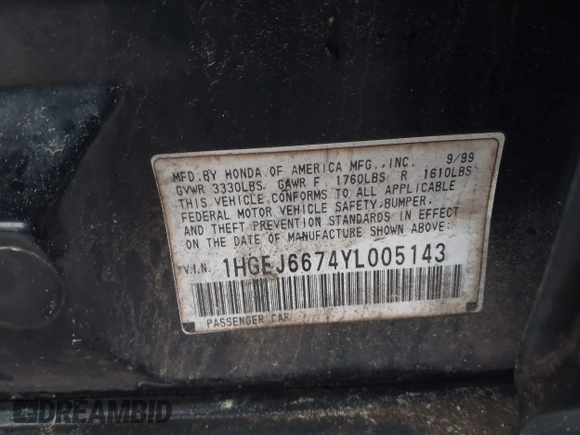 MFD.BY HONDA OF AMERICA MFG.,INC. 9/99
GVWR 3330LBS GAWR F 1760LBS R 1610LBS
THIS VEHICLE CONFORMS TO ALL APPLICABLE
FEDERAL MOTOR VEHICLE SAFETY,BUMPER,
AND THEFT PREVENTION STANDARDS IN EFFECT
ON THE DATE OF MANUFACTURE SHOWN ABOVE:
V.I.N. 1HGEJ6674YL005143
PASSENGER CAR
DREAMBID